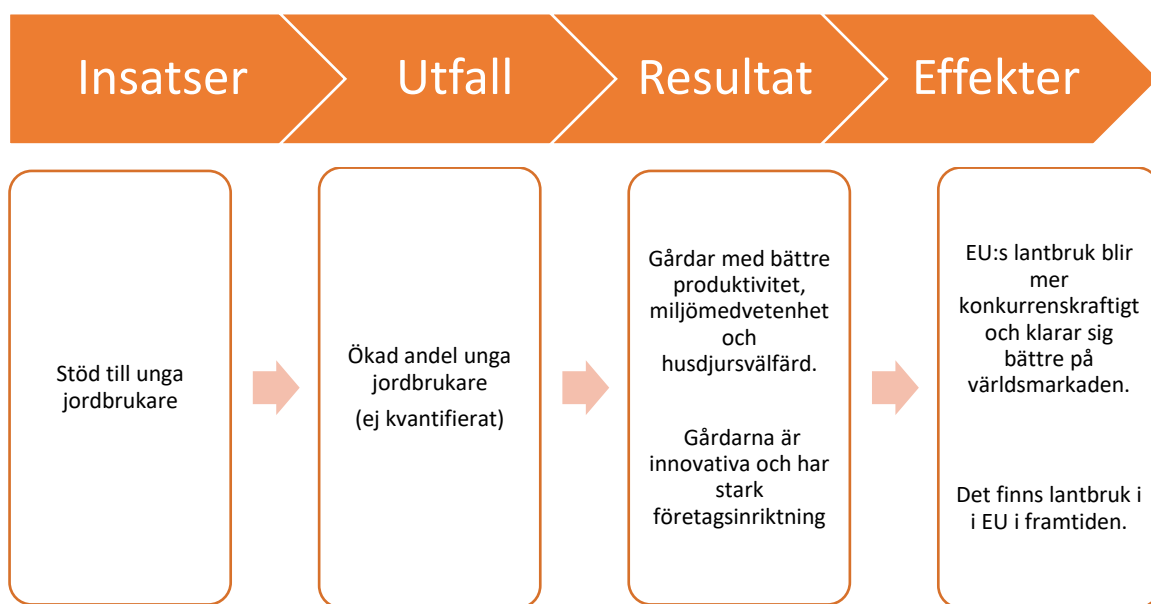 Insatser
Utfall
Resultat
Effekter
Stöd till unga
jordbrukare
Ökad andel unga
jordbrukare
(ej kvantifierat)
Gårdar med bättre
produktivitet,
miljömedvetenhet
och
husdjursvälfärd.
Gårdarna är
innovativa och har
stark
företagsinriktning
EU:s lantbruk blir
mer
konkurrenskraftigt
och klarar sig
bättre på
världsmarkaden.
Det finns lantbruk i
i EU i framtiden.